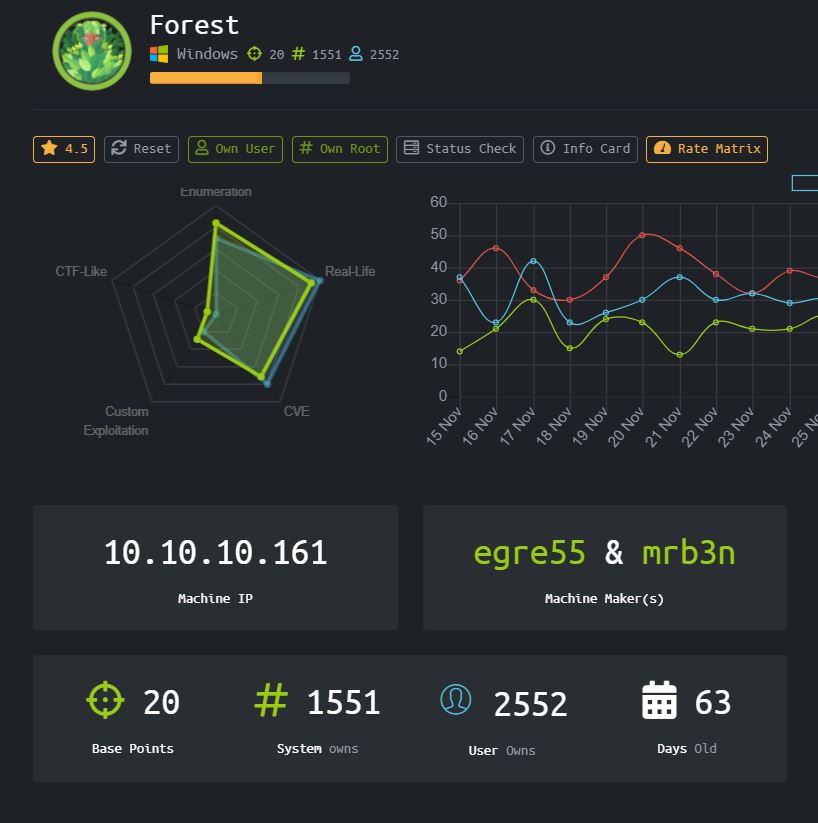 Forest
Windows 20 1551 2552
4.5 Reset Own User Own Root Status Check Info Card Rate Matrix
Enumeration
CTF-Like Real-Life
Custom
Exploitation
CVE
60
50
40
30
20
10
0
15 Nov 16 Nov 17 Nov 18 Nov 19 Nov 20 Nov 21 Nov 22 Nov 23 Nov 24 Nov 25 Nov
10.10.10.161
Machine IP
egre55 & mrb3n
Machine Maker(s)
20 1551 2552 63
Base Points System owns User Owns Days Old